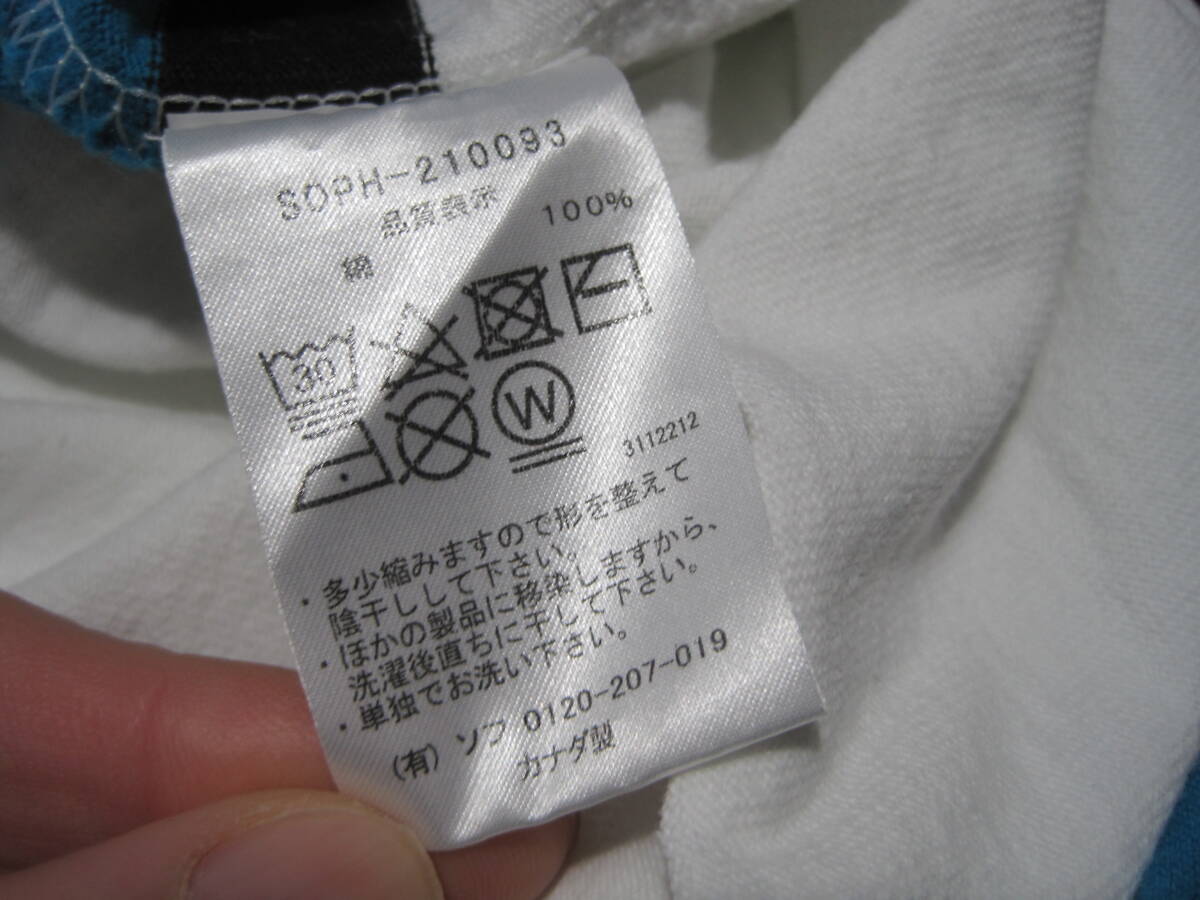 SOPH-210093
品質表示
綿 100%
30
W
3112212
・多少縮みますので形を整えて
陰干しして下さい。
・ほかの製品に移染しますから、
洗濯後直ちに干して下さい。
・単独でお洗い下さい。
(有) ソフ 0120-207-019
カナダ製